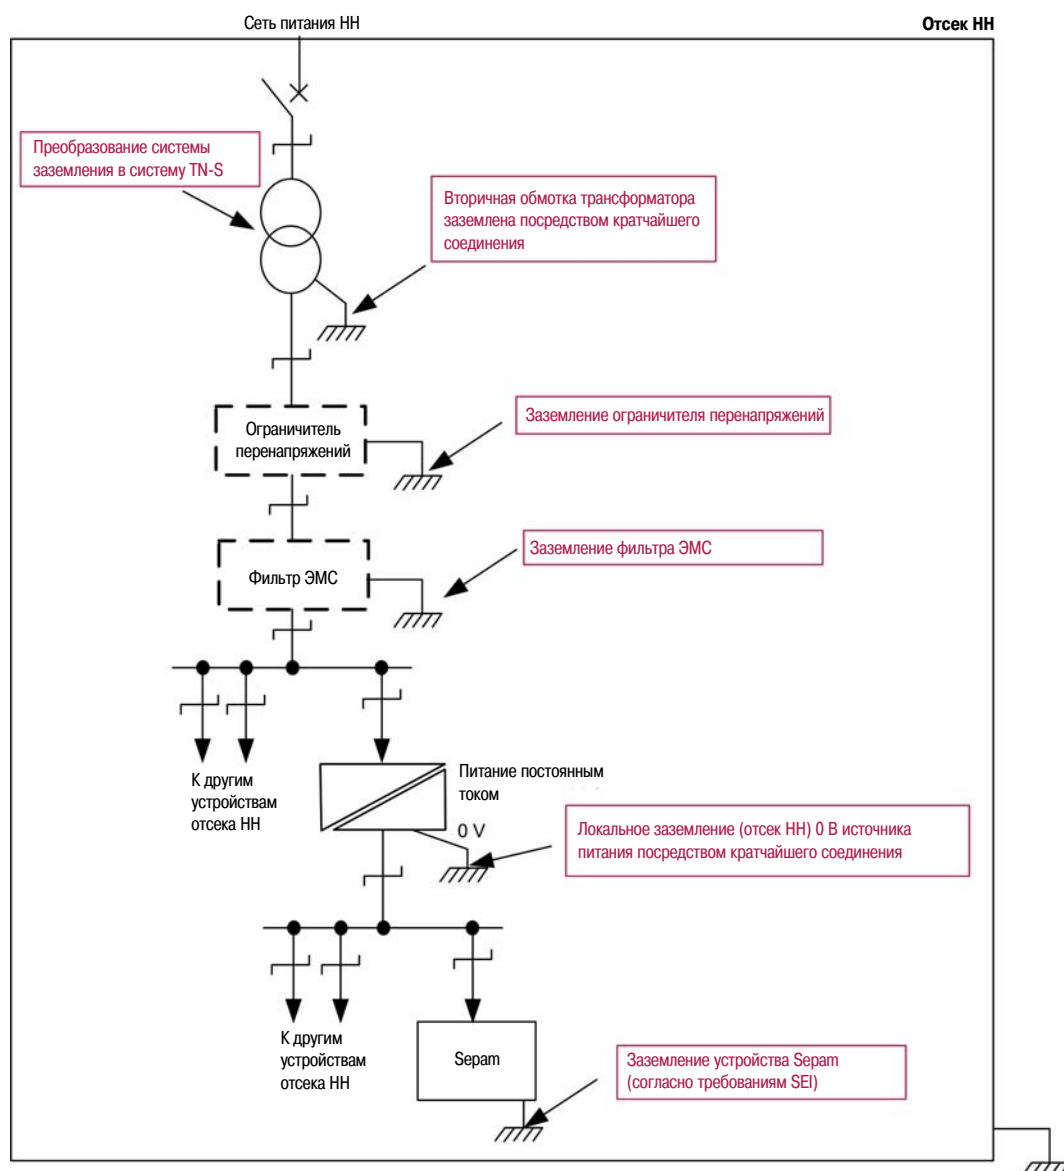 Сеть питания НН
Отсек НН
Преобразование системы
заземления в систему TN-S
Вторичная обмотка трансформатора
заземлена посредством кратчайшего
соединения
Ограничитель
перенапряжений
Заземление ограничителя перенапряжений
Фильтр ЭМС
Заземление фильтра ЭМС
К другим
устройствам
отсека НН
Питание постоянным
током
0 V
Локальное заземление (отсек НН) 0 В источника
питания посредством кратчайшего соединения
К другим
устройствам
отсека НН
Sepam
Заземление устройства Sepam
(согласно требованиям SEI)